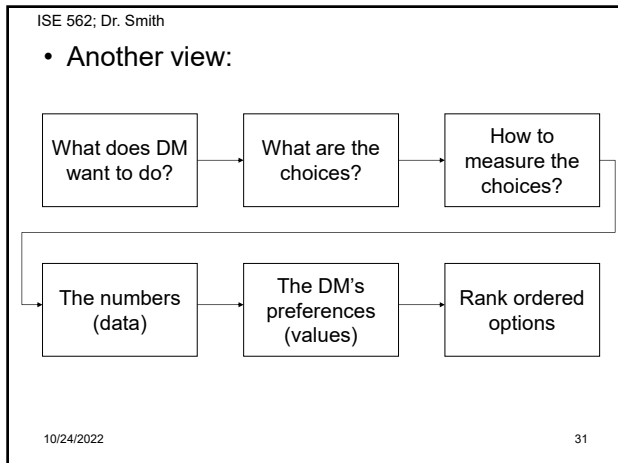 ISE 562; Dr. Smith
• Another view:
What does DM
want to do?
What are the
choices?
How to
measure the
choices?
The numbers
(data)
The DM's
preferences
(values)
Rank ordered
options
10/24/2022
31